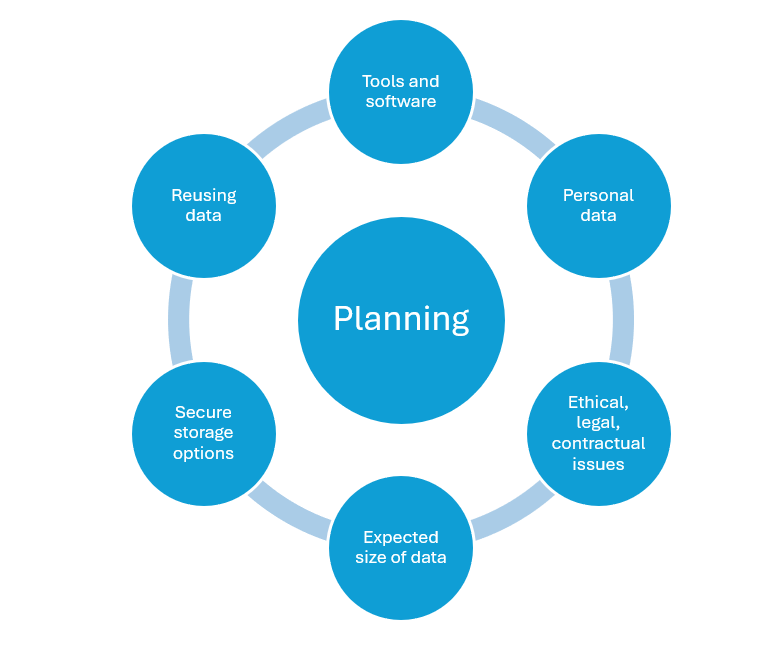 Tools and
software
Personal
data
Ethical,
legal,
contractual
issues
Expected
size of data
Secure
storage
options
Reusing
data
Planning